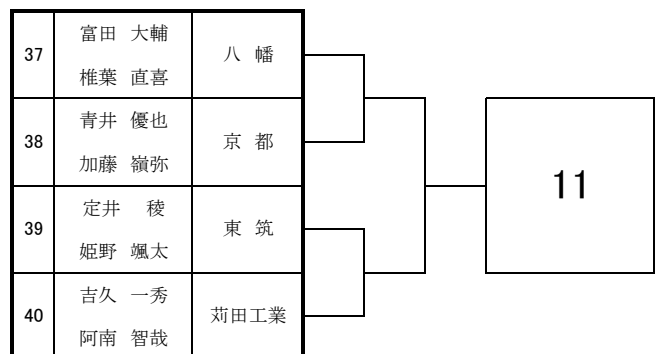 37 富田 大輔 八 幡
椎葉 直喜
38 青井 優也 京 都
加藤 嶺弥
39 定井 稜 東 筑
姫野 颯太
40 吉久 一秀 苅田工業
阿南 智哉
11